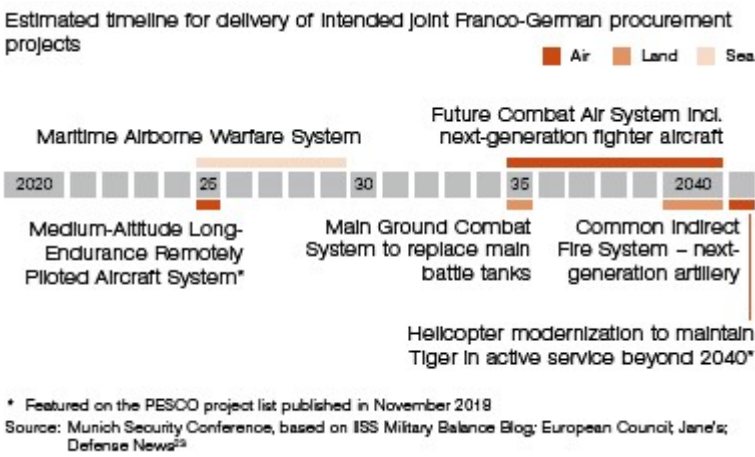 Estimated timeline for delivery of intended joint Franco-German procurement
projects
Air Land Sea
Maritime Airborne Warfare System
Future Combat Air System incl.
next-generation fighter aircraft
2020 25 30 35 2040
Medium-Altitude Long-
Endurance Remotely
Piloted Aircraft System*
Main Ground Combat
System to replace main
battle tanks
Common Indirect
Fire System – next-
generation artillery
Helicopter modernization to maintain
Tiger in active service beyond 2040*
* Featured on the PESCO project list published in November 2018
Source: Munich Security Conference, based on IISS Military Balance Blog; European Council; Jane's;
Defense News²⁹